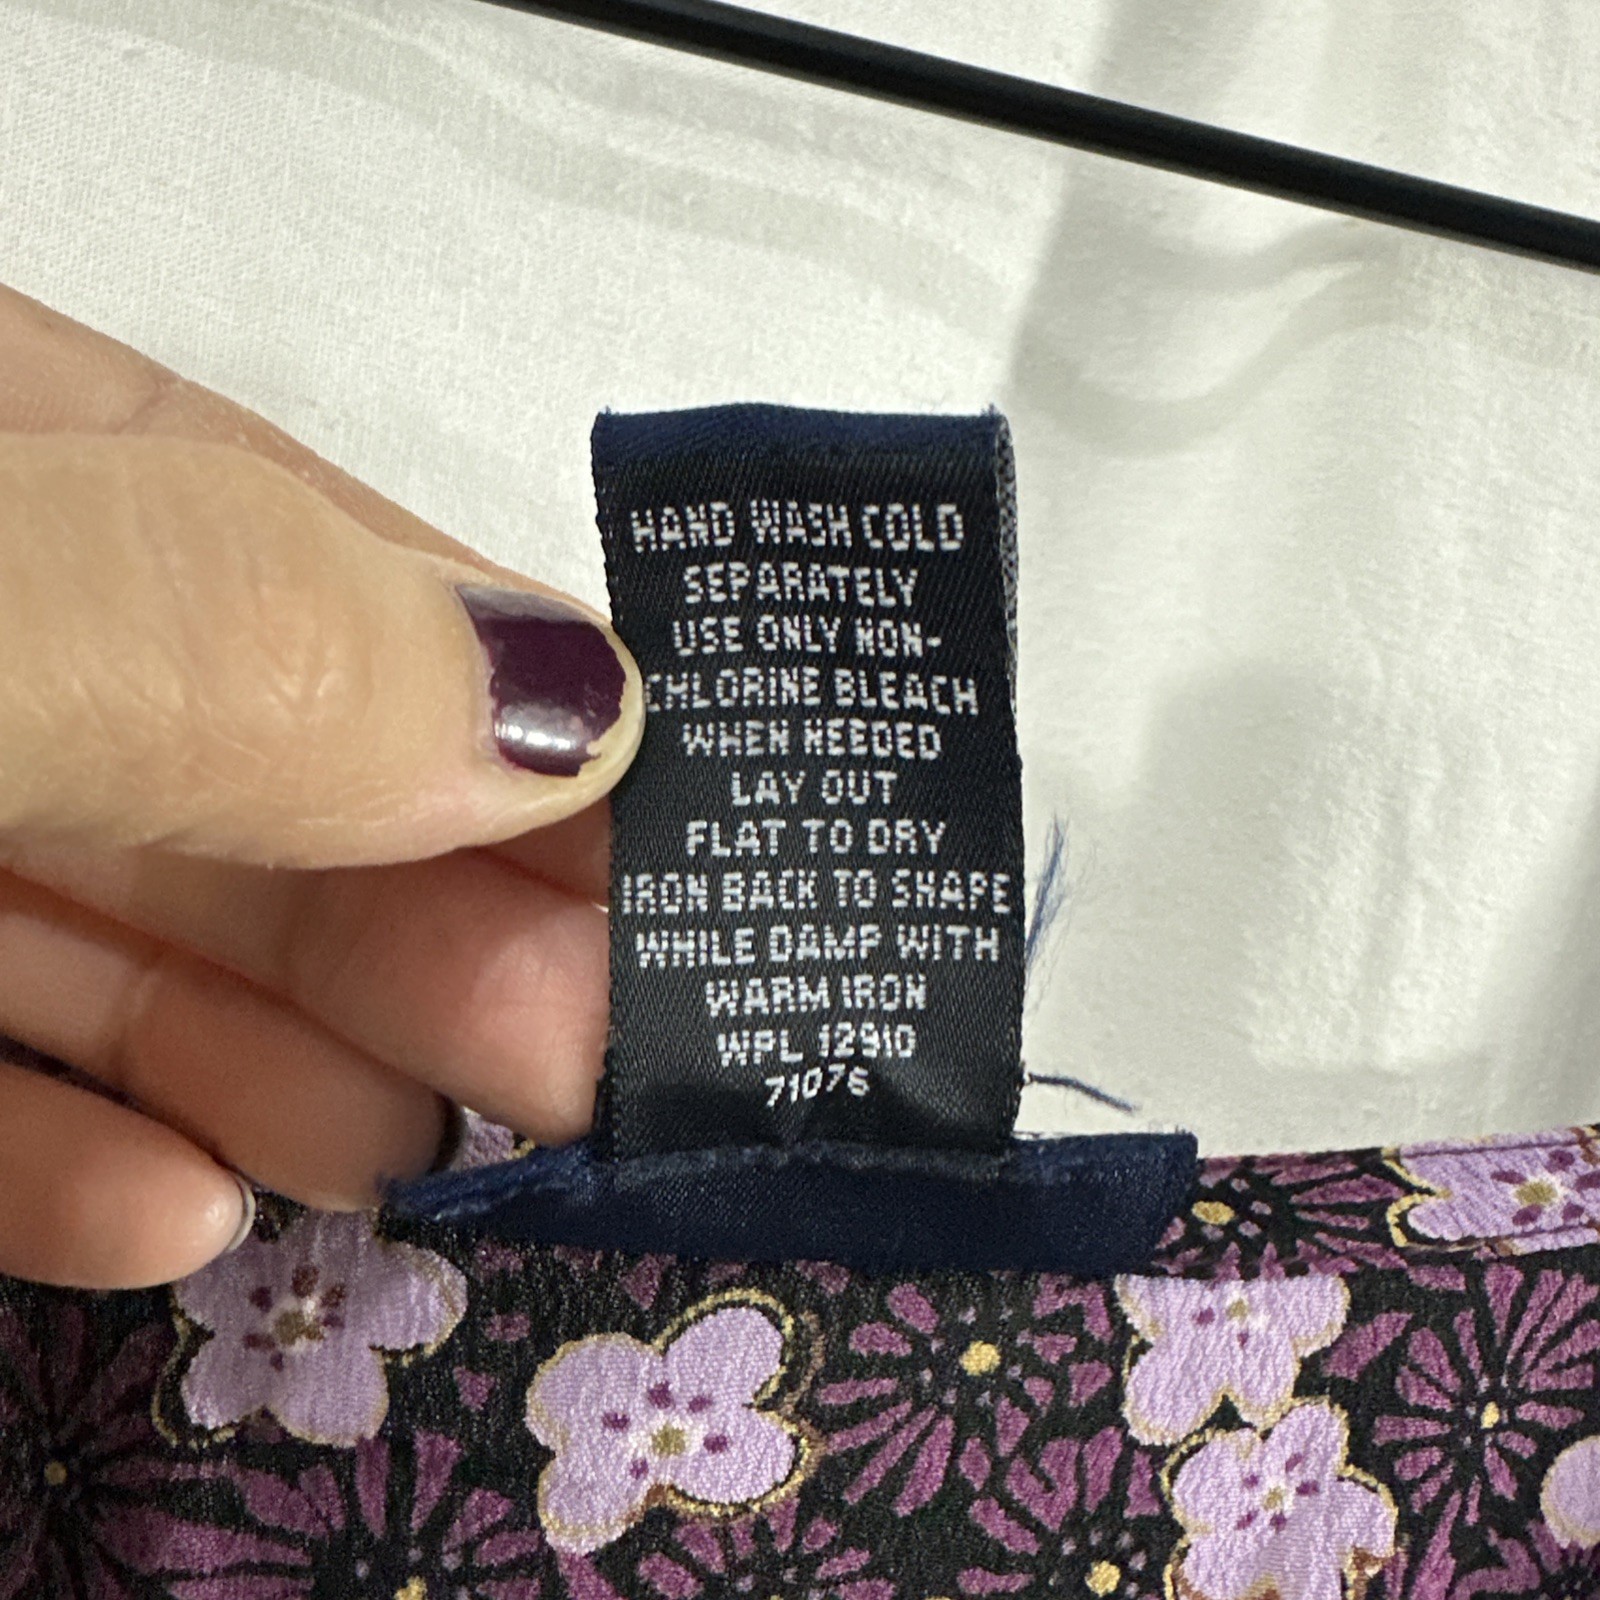 HAND WASH COLD
SEPARATELY
USE ONLY NON-
CHLORINE BLEACH
WHEN NEEDED
LAY OUT
FLAT TO DRY
IRON BACK TO SHAPE
WHILE DAMP WITH
WARM IRON
WPL 12910
71076